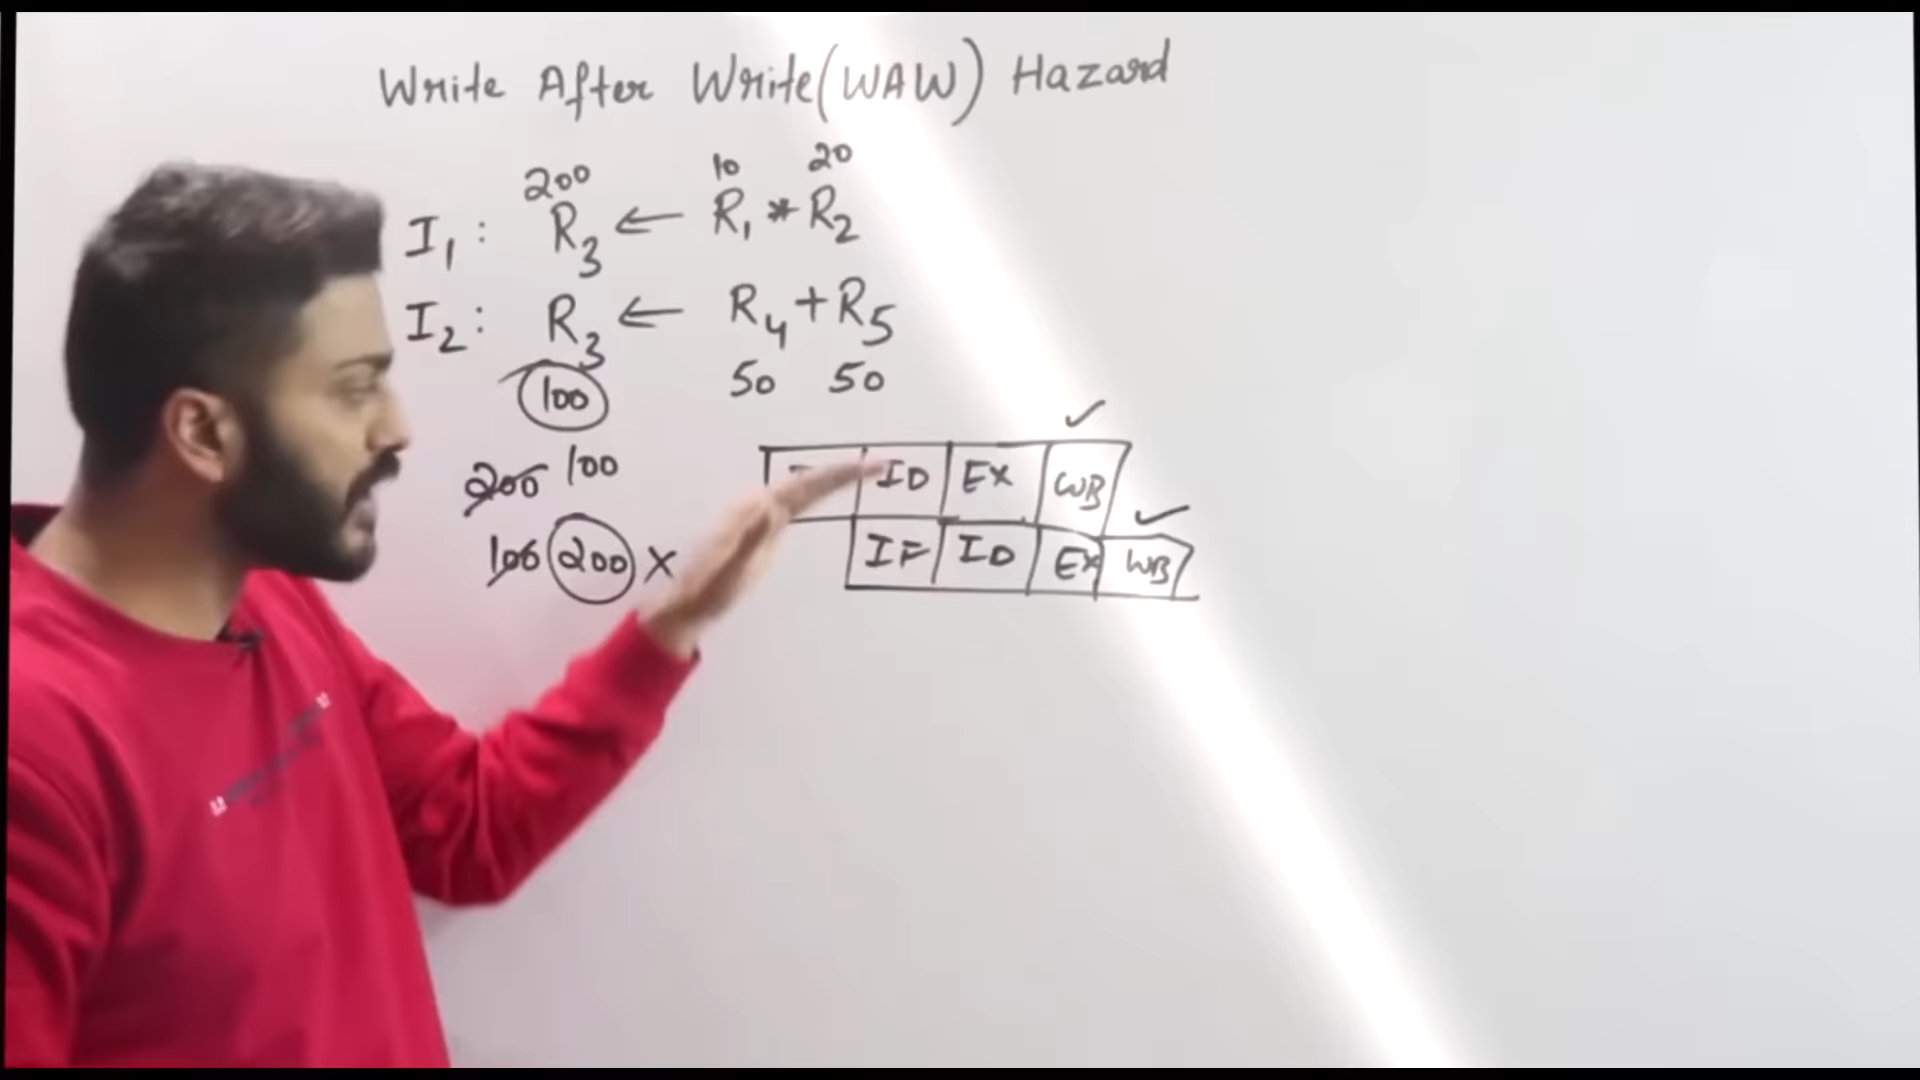 Write After Write (WAW) Hazard
200 10 20
I1 : R3 ← R1 * R2
I2 : R3 ← R4 + R5
100 50 50
✓
200 100
ID EX WB
✓
100 200 ×
IF ID EX WB